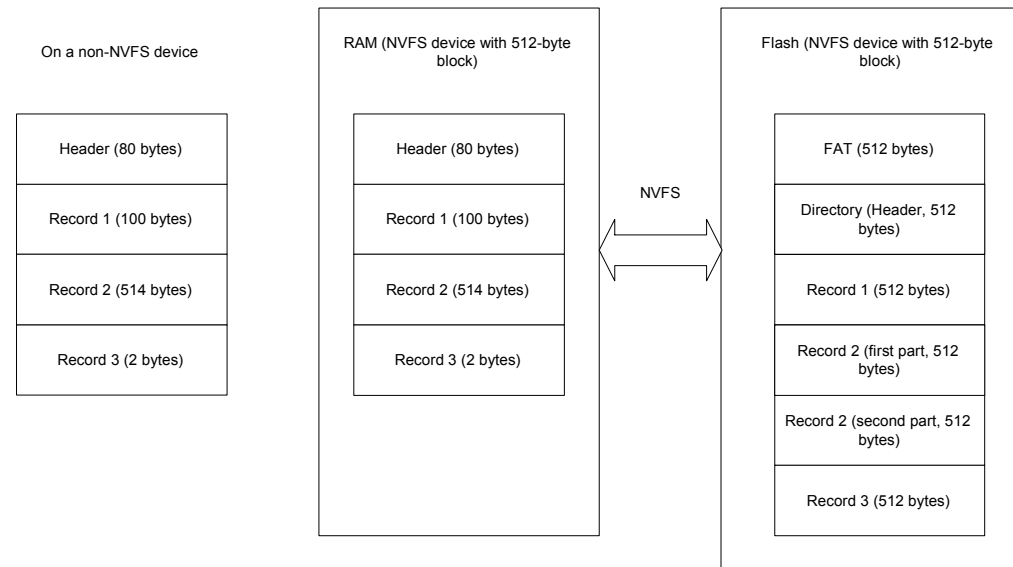 On a non-NVFS device
Header (80 bytes)
Record 1 (100 bytes)
Record 2 (514 bytes)
Record 3 (2 bytes)
RAM (NVFS device with 512-byte
block)
Header (80 bytes)
Record 1 (100 bytes)
Record 2 (514 bytes)
Record 3 (2 bytes)
NVFS
Flash (NVFS device with 512-byte
block)
FAT (512 bytes)
Directory (Header, 512
bytes)
Record 1 (512 bytes)
Record 2 (first part, 512
bytes)
Record 2 (second part, 512
bytes)
Record 3 (512 bytes)